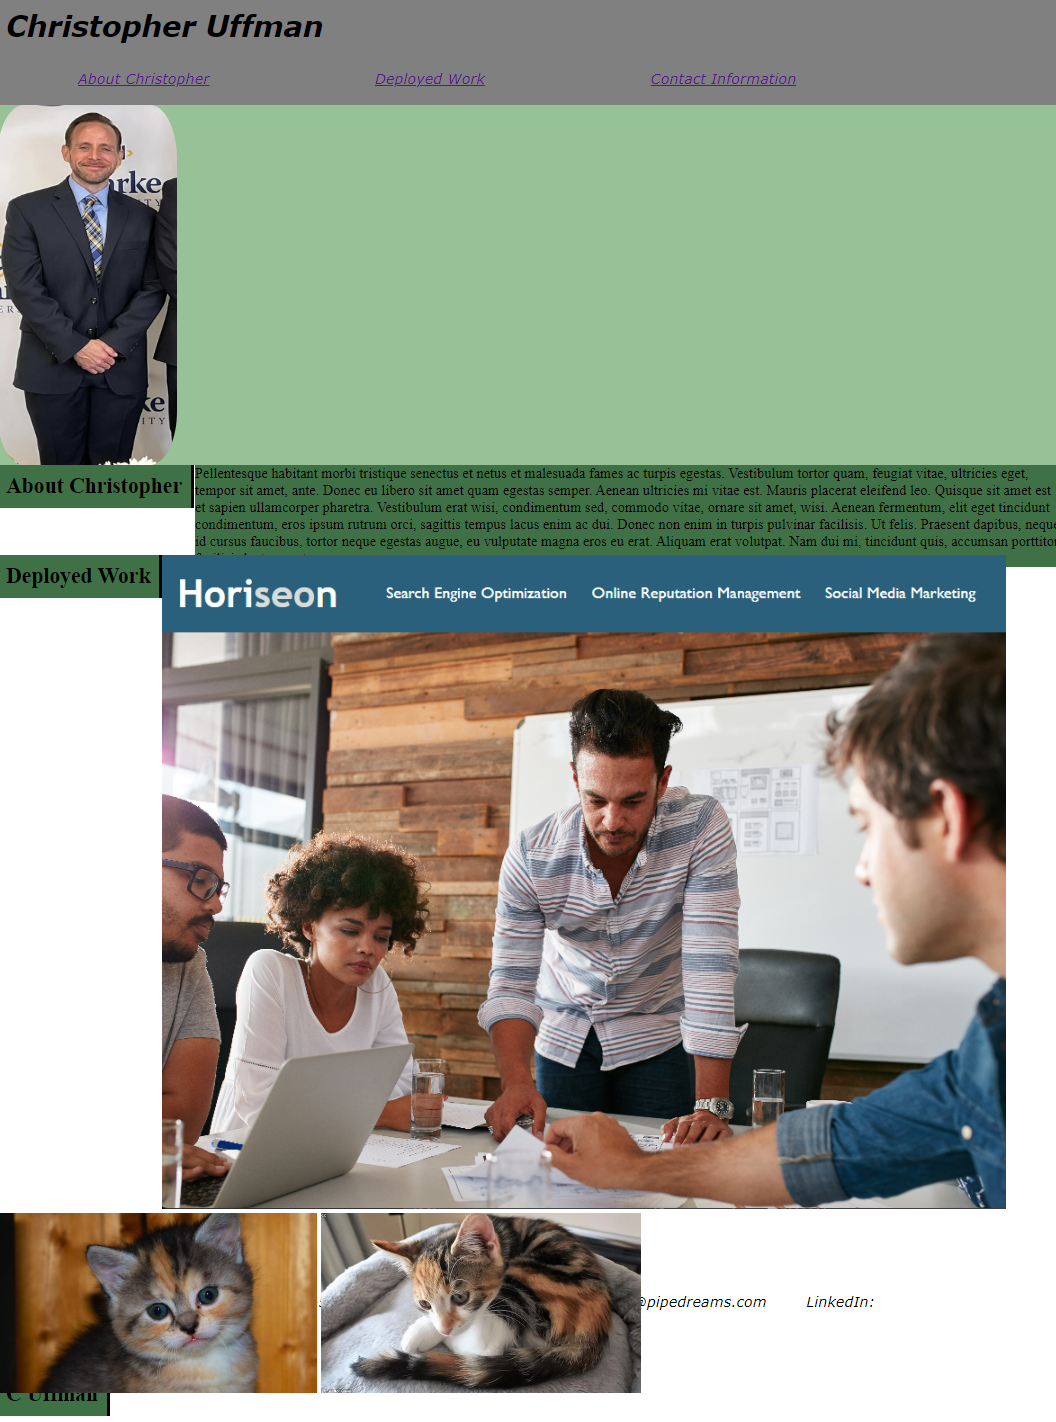 Christopher Uffman
About Christopher Deployed Work Contact Information
rke
ITY
ERS
ke
ITY
About Christopher
Pellentesque habitant morbi tristique senectus et netus et malesuada fames ac turpis egestas. Vestibulum tortor quam, feugiat vitae, ultricies eget,
tempor sit amet, ante. Donec eu libero sit amet quam egestas semper. Aenean ultricies mi vitae est. Mauris placerat eleifend leo. Quisque sit amet est
et sapien ullamcorper pharetra. Vestibulum erat wisi, condimentum sed, commodo vitae, ornare sit amet, wisi. Aenean fermentum, elit eget tincidunt
condimentum, eros ipsum rutrum orci, sagittis tempus lacus enim ac dui. Donec non enim in turpis pulvinar facilisis. Ut felis. Praesent dapibus, neque
id cursus faucibus, tortor neque egestas augue, eu vulputate magna eros eu erat. Aliquam erat volutpat. Nam dui mi, tincidunt quis, accumsan porttitor
Deployed Work
Horiseon Search Engine Optimization Online Reputation Management Social Media Marketing
@pipedreams.com LinkedIn:
C Uffman